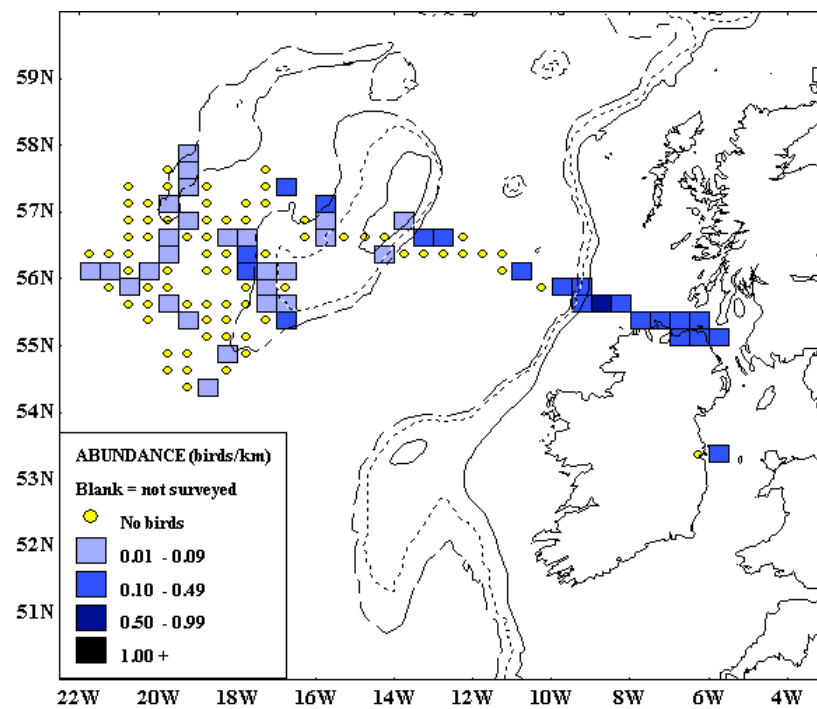 59N
58N
57N
56N
55N
54N
53N
52N
51N
ABUNDANCE (birds/km)
Blank = not surveyed
No birds
0.01 - 0.09
0.10 - 0.49
0.50 - 0.99
1.00 +
22W 20W 18W 16W 14W 12W 10W 8W 6W 4W